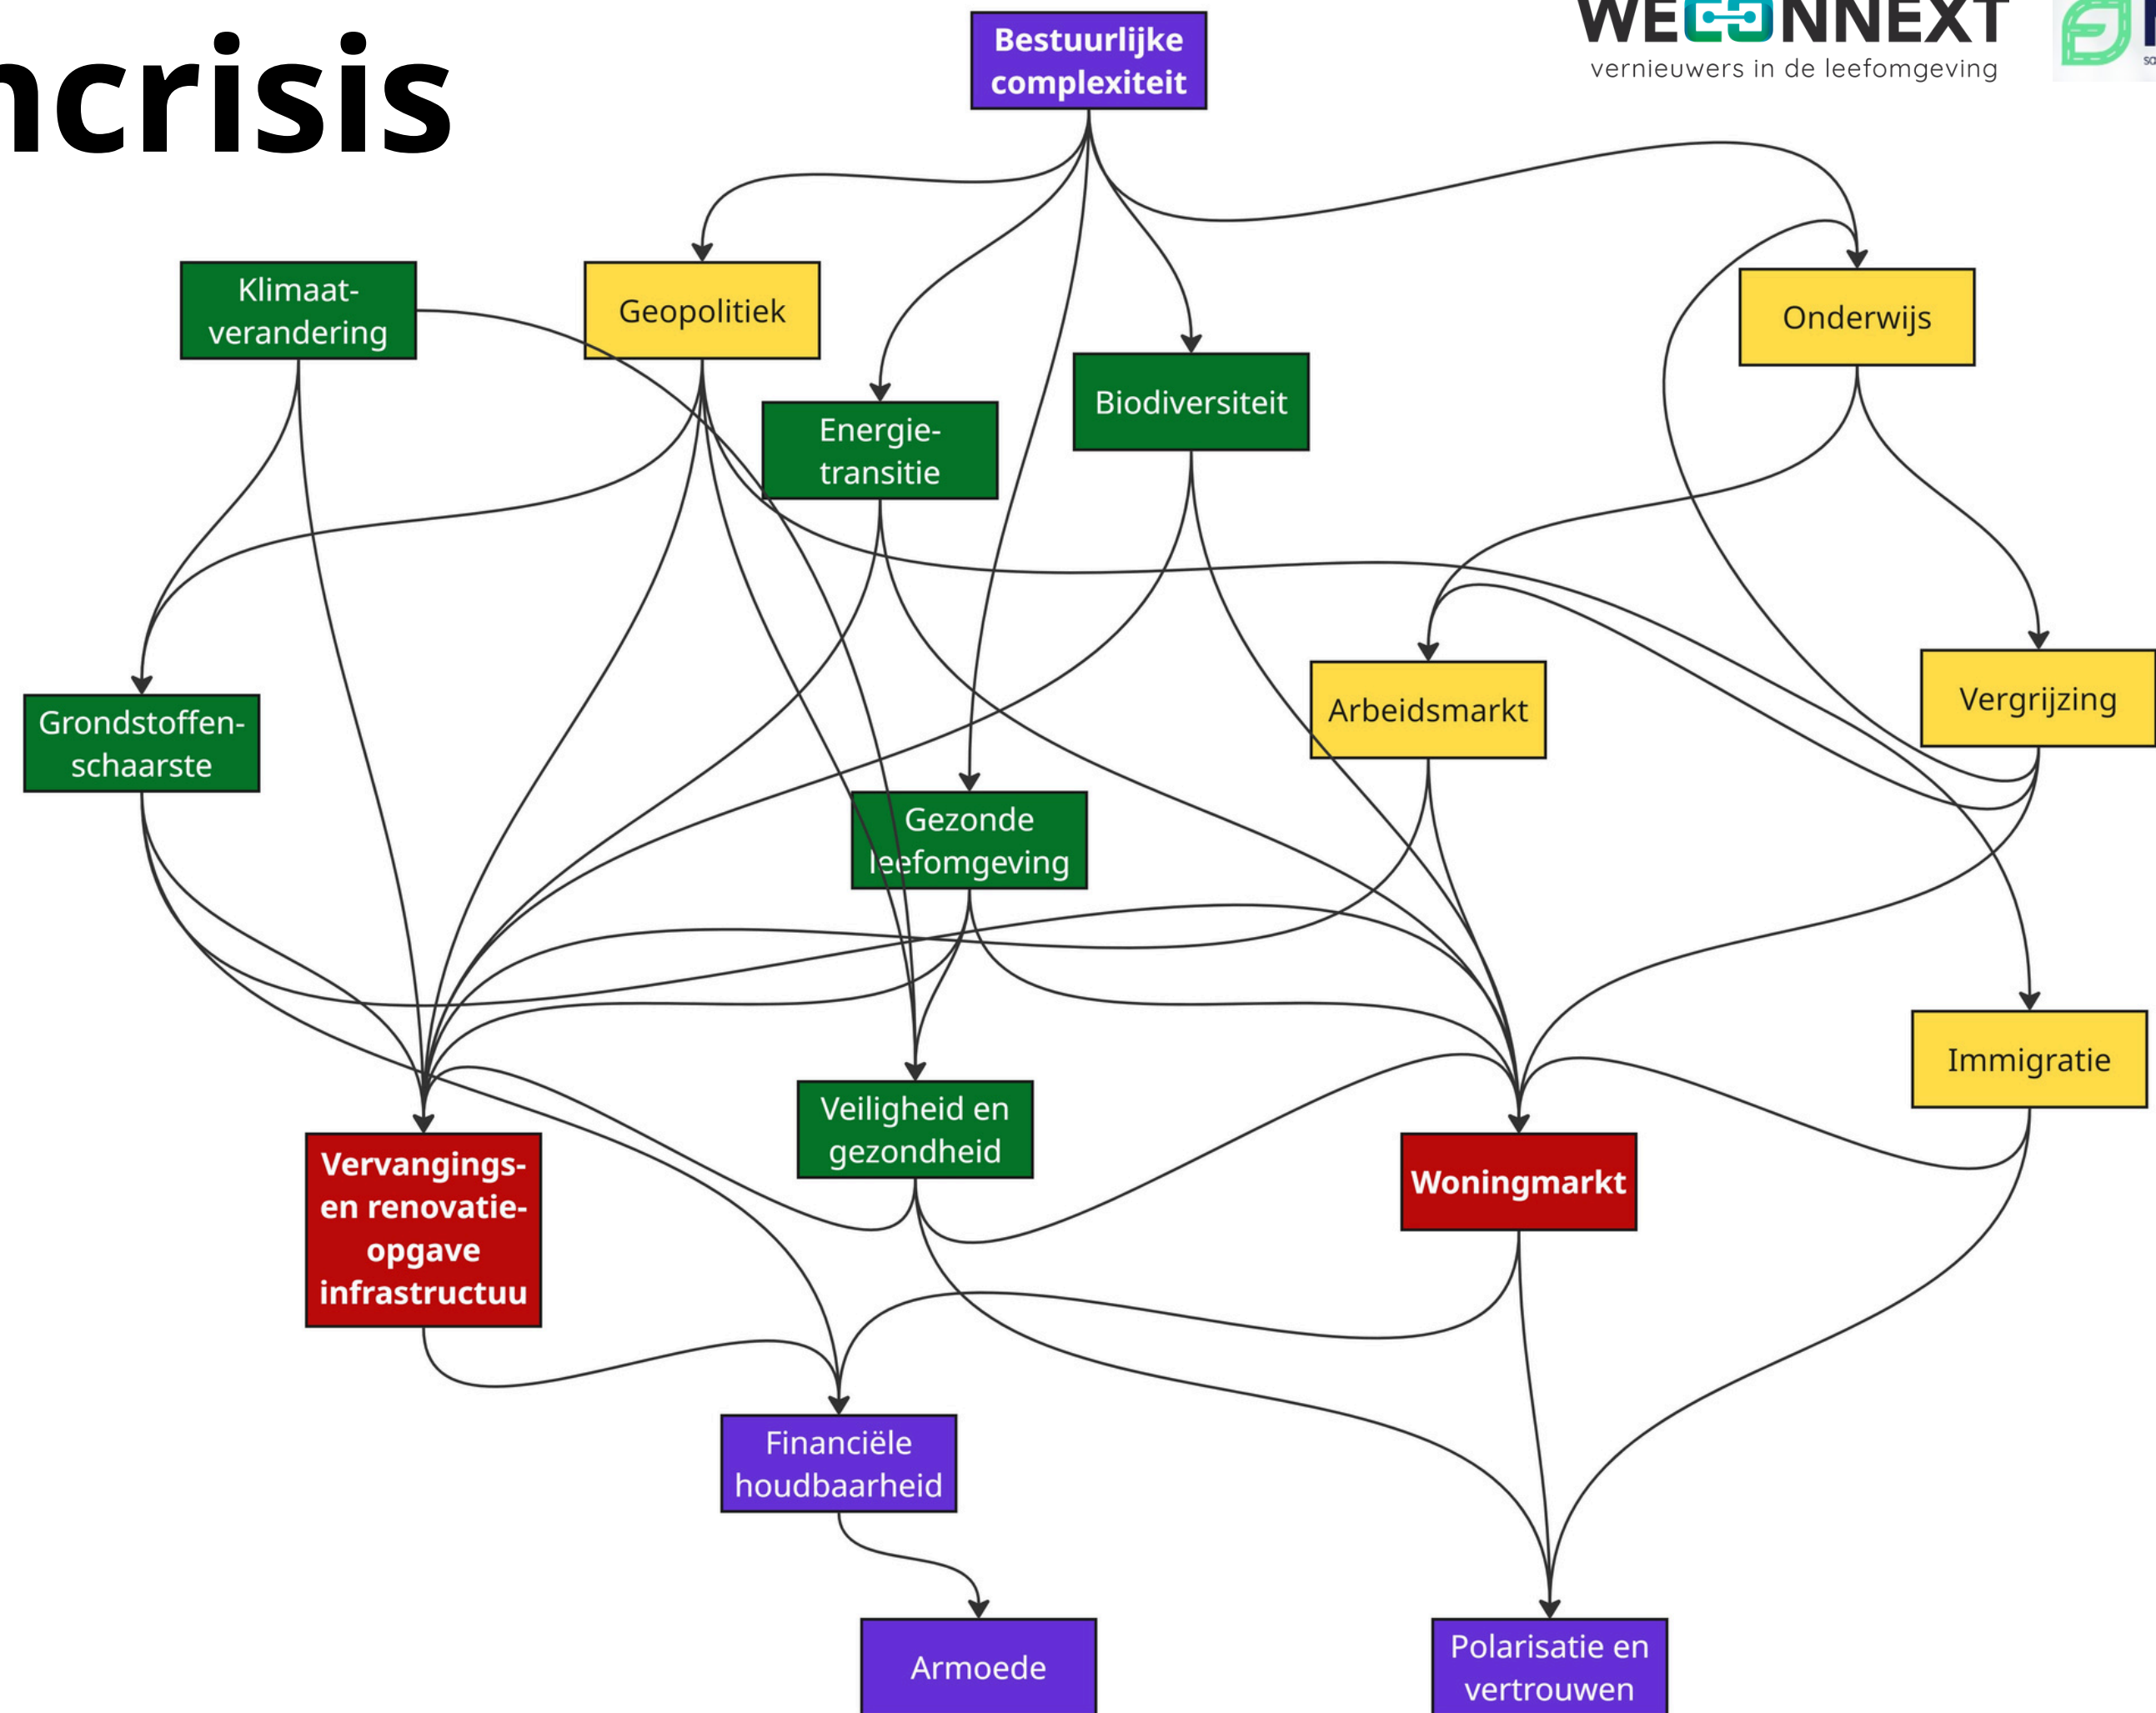 ncrisis
WECONNEXT
vernieuwers in de leefomgeving
Bestuurlijke
complexiteit
Klimaat-
verandering
Geopolitiek
Onderwijs
Energie-
transitie
Biodiversiteit
Grondstoffen-
schaarste
Arbeidsmarkt
Vergrijzing
Gezonde
leefomgeving
Immigratie
Veiligheid en
gezondheid
Vervangings-
en renovatie-
opgave
infrastructuu
Woningmarkt
Financiële
houdbaarheid
Armoede
Polarisatie en
vertrouwen